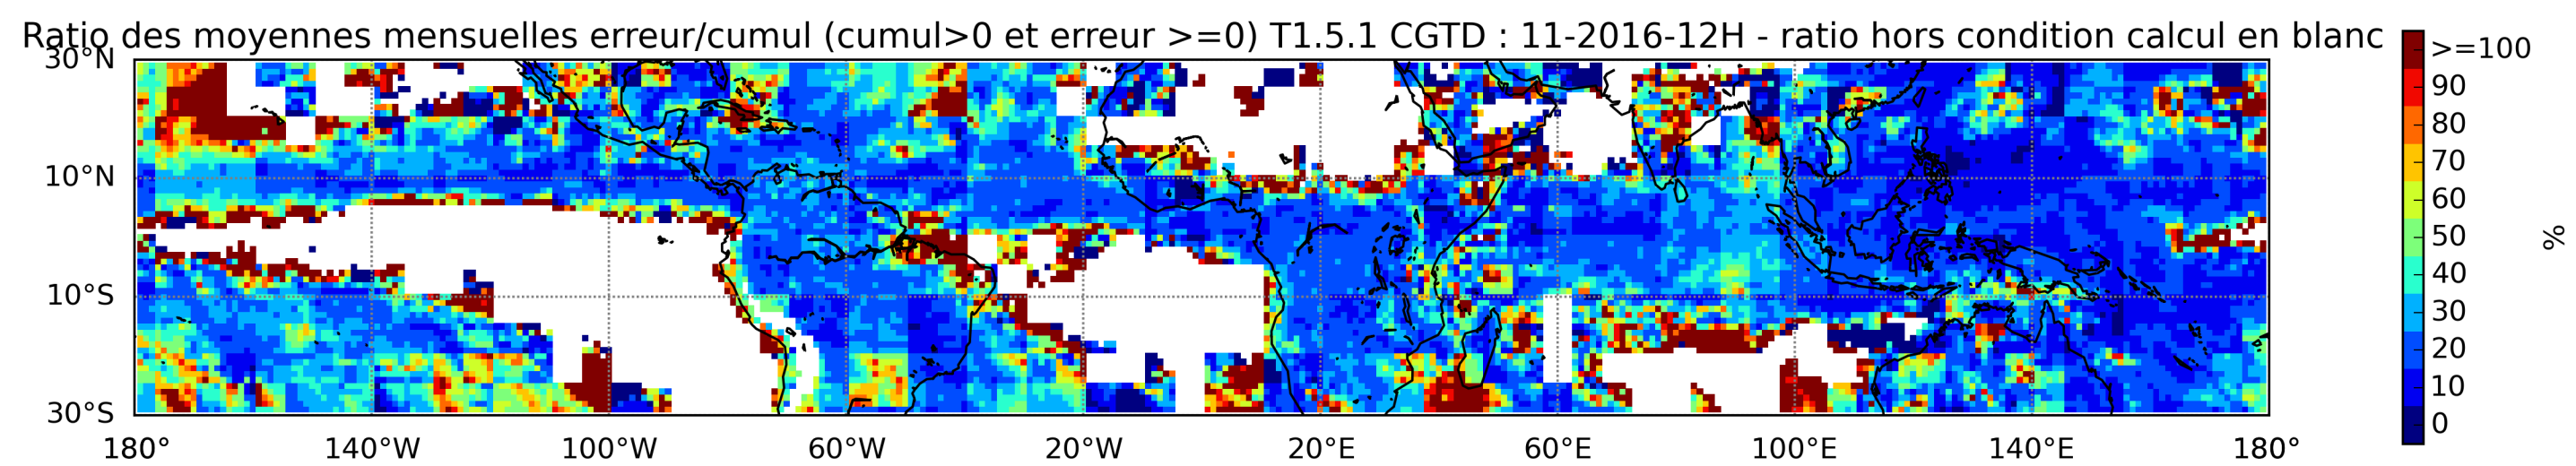 Ratio des moyennes mensuelles erreur/cumul (cumul>0 et erreur >=0) T1.5.1 CGTD : 11-2016-12H - ratio hors condition calcul en blanc
30°N
10°N
10°S
30°S
180° 140°W 100°W 60°W 20°W 20°E 60°E 100°E 140°E 180°
>=100
90
80
70
60
50
40
30
20
10
0
%